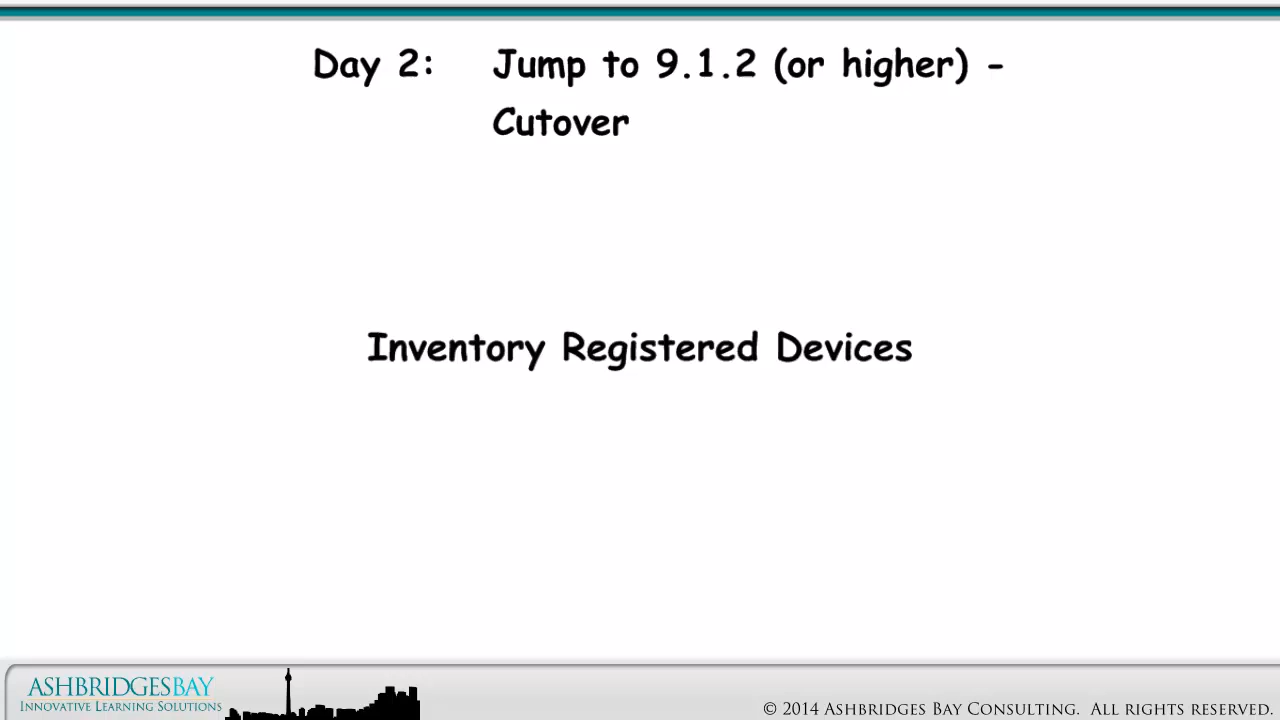 Day 2: Jump to 9.1.2 (or higher) -
Cutover
Inventory Registered Devices
ASHBRIDGESBAY
INNOVATIVE LEARNING SOLUTIONS
© 2014 ASHBRIDGES BAY CONSULTING. ALL RIGHTS RESERVED.